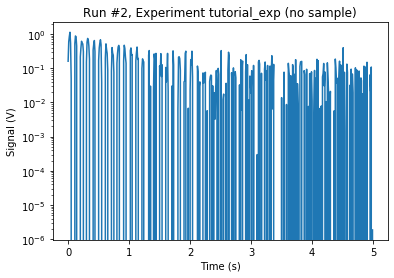 Run #2, Experiment tutorial_exp (no sample)
Signal (V)
10⁰
10⁻¹
10⁻²
10⁻³
10⁻⁴
10⁻⁵
10⁻⁶
0 1 2 3 4 5
Time (s)